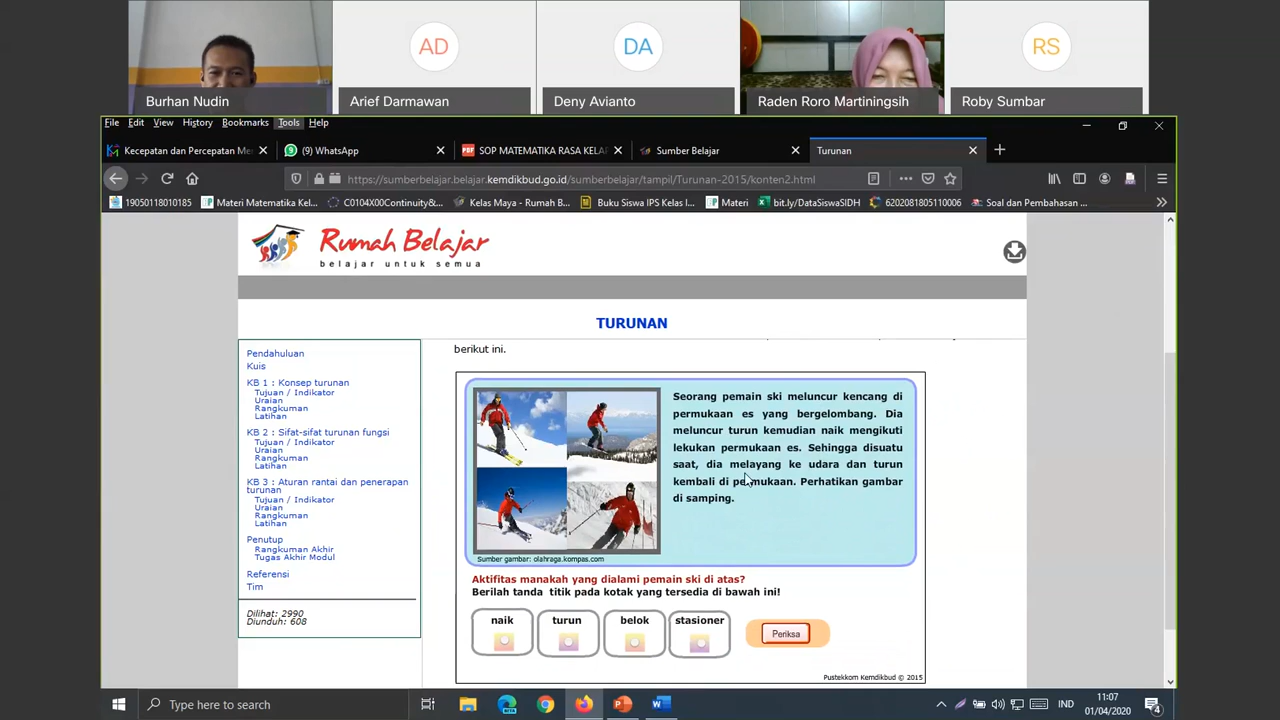 AD
DA
RS
Burhan Nudin
Arief Darmawan
Deny Avianto
Raden Roro Martiningsih
Roby Sumbar
File Edit View History Bookmarks Tools Help
Kecepatan dan Percepatan Me
(9) WhatsApp
SOP MATEMATIKA RASA KELA
Sumber Belajar
Turunan
https://sumberbelajar.belajar.kemdikbud.go.id/sumberbelajar/tampil/Turunan-2015/konten2.html
19050118010185
Materi Matematika Kel...
C0104X00Continuity&...
Kelas Maya - Rumah B...
Buku Siswa IPS Kelas I...
Materi
bit.ly/DataSiswaSIDH
6202081805110006
Soal dan Pembahasan ...
Rumah Belajar
belajar untuk semua
TURUNAN
Pendahuluan
Kuis
KB 1 : Konsep turunan
Tujuan / Indikator
Uraian
Rangkuman
Latihan
KB 2 : Sifat-sifat turunan fungsi
Tujuan / Indikator
Uraian
Rangkuman
Latihan
KB 3 : Aturan rantai dan penerapan
turunan
Tujuan / Indikator
Uraian
Rangkuman
Latihan
Penutup
Rangkuman Akhir
Tugas Akhir Modul
Referensi
Tim
Dilihat: 2990
Diunduh: 608
berikut ini.
Seorang pemain ski meluncur kencang di
permukaan es yang bergelombang. Dia
meluncur turun kemudian naik mengikuti
lekukan permukaan es. Sehingga disuatu
saat, dia melayang ke udara dan turun
kembali di permukaan. Perhatikan gambar
di samping.
Sumber gambar: olahraga.kompas.com
Aktifitas manakah yang dialami pemain ski di atas?
Berilah tanda titik pada kotak yang tersedia di bawah ini!
naik
turun
belok
stasioner
Periksa
Pustekkom Kemdikbud © 2015
Type here to search
IND
11:07
01/04/2020
4